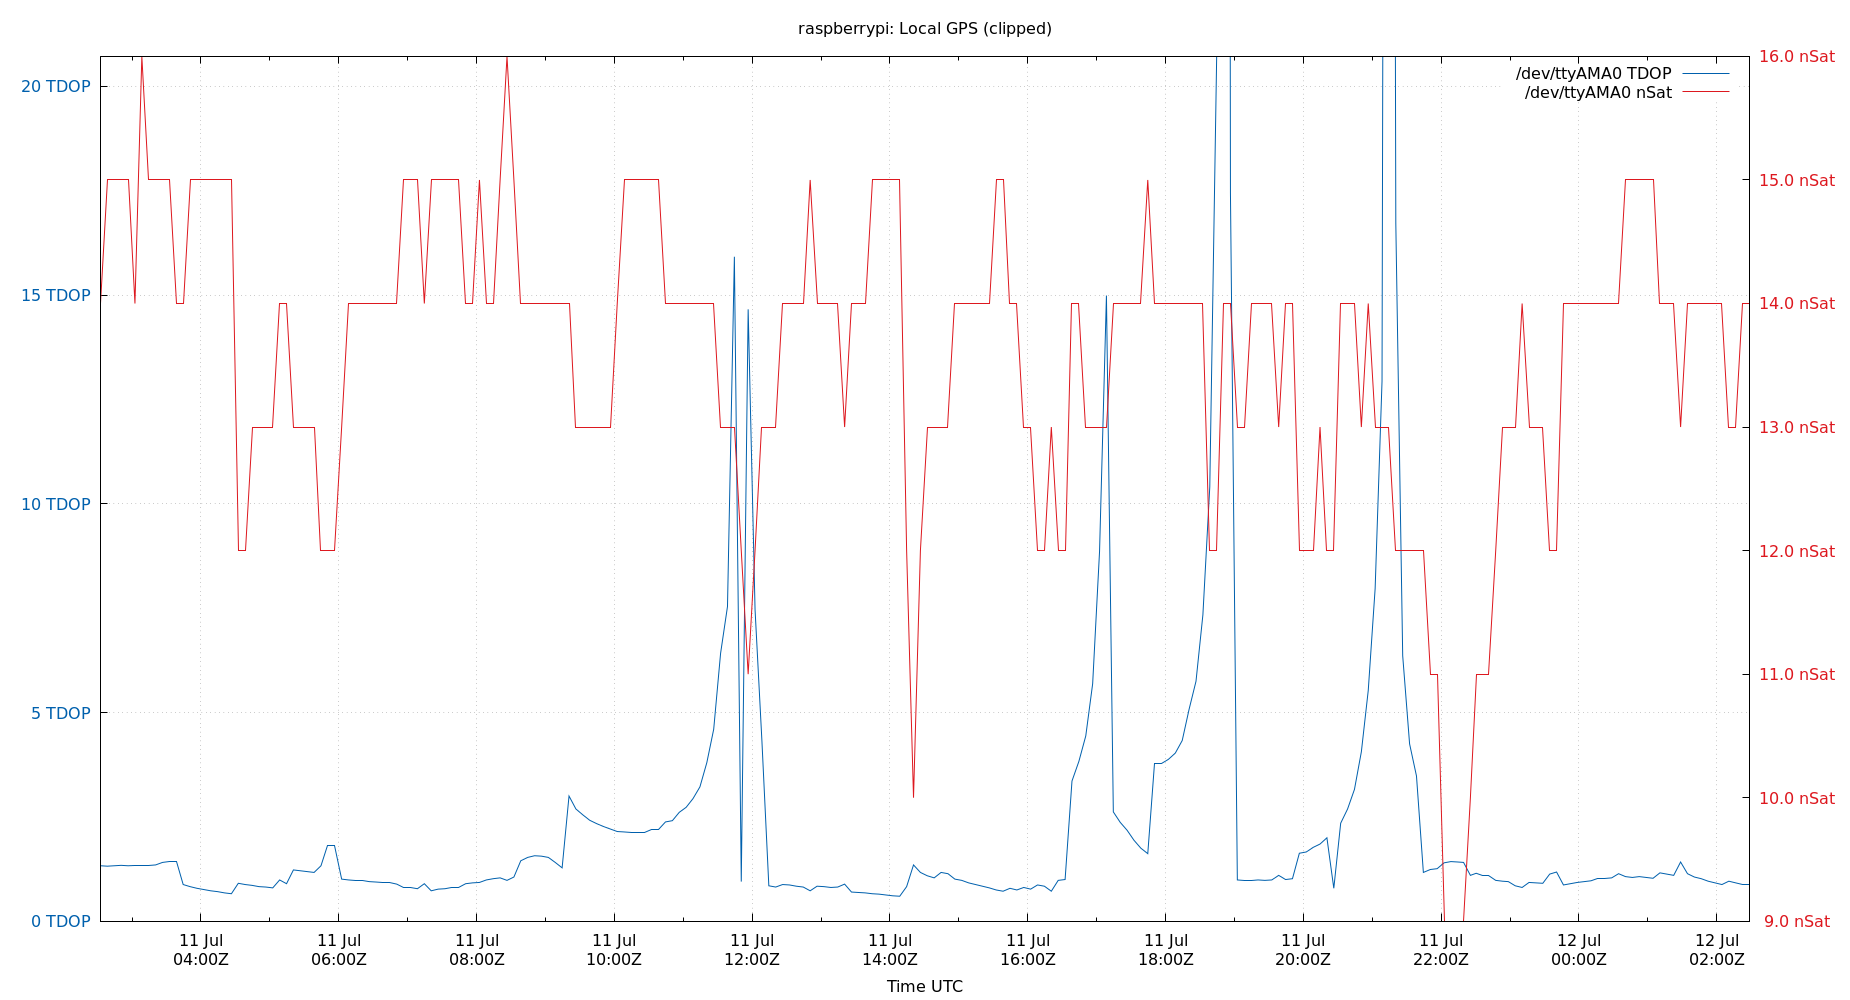 raspberrypi: Local GPS (clipped)
/dev/ttyAMA0 TDOP
/dev/ttyAMA0 nSat
20 TDOP
15 TDOP
10 TDOP
5 TDOP
0 TDOP
16.0 nSat
15.0 nSat
14.0 nSat
13.0 nSat
12.0 nSat
11.0 nSat
10.0 nSat
9.0 nSat
11 Jul 11 Jul 11 Jul 11 Jul 11 Jul 11 Jul 11 Jul 11 Jul 11 Jul 11 Jul 12 Jul 12 Jul
04:00Z 06:00Z 08:00Z 10:00Z 12:00Z 14:00Z 16:00Z 18:00Z 20:00Z 22:00Z 00:00Z 02:00Z
Time UTC